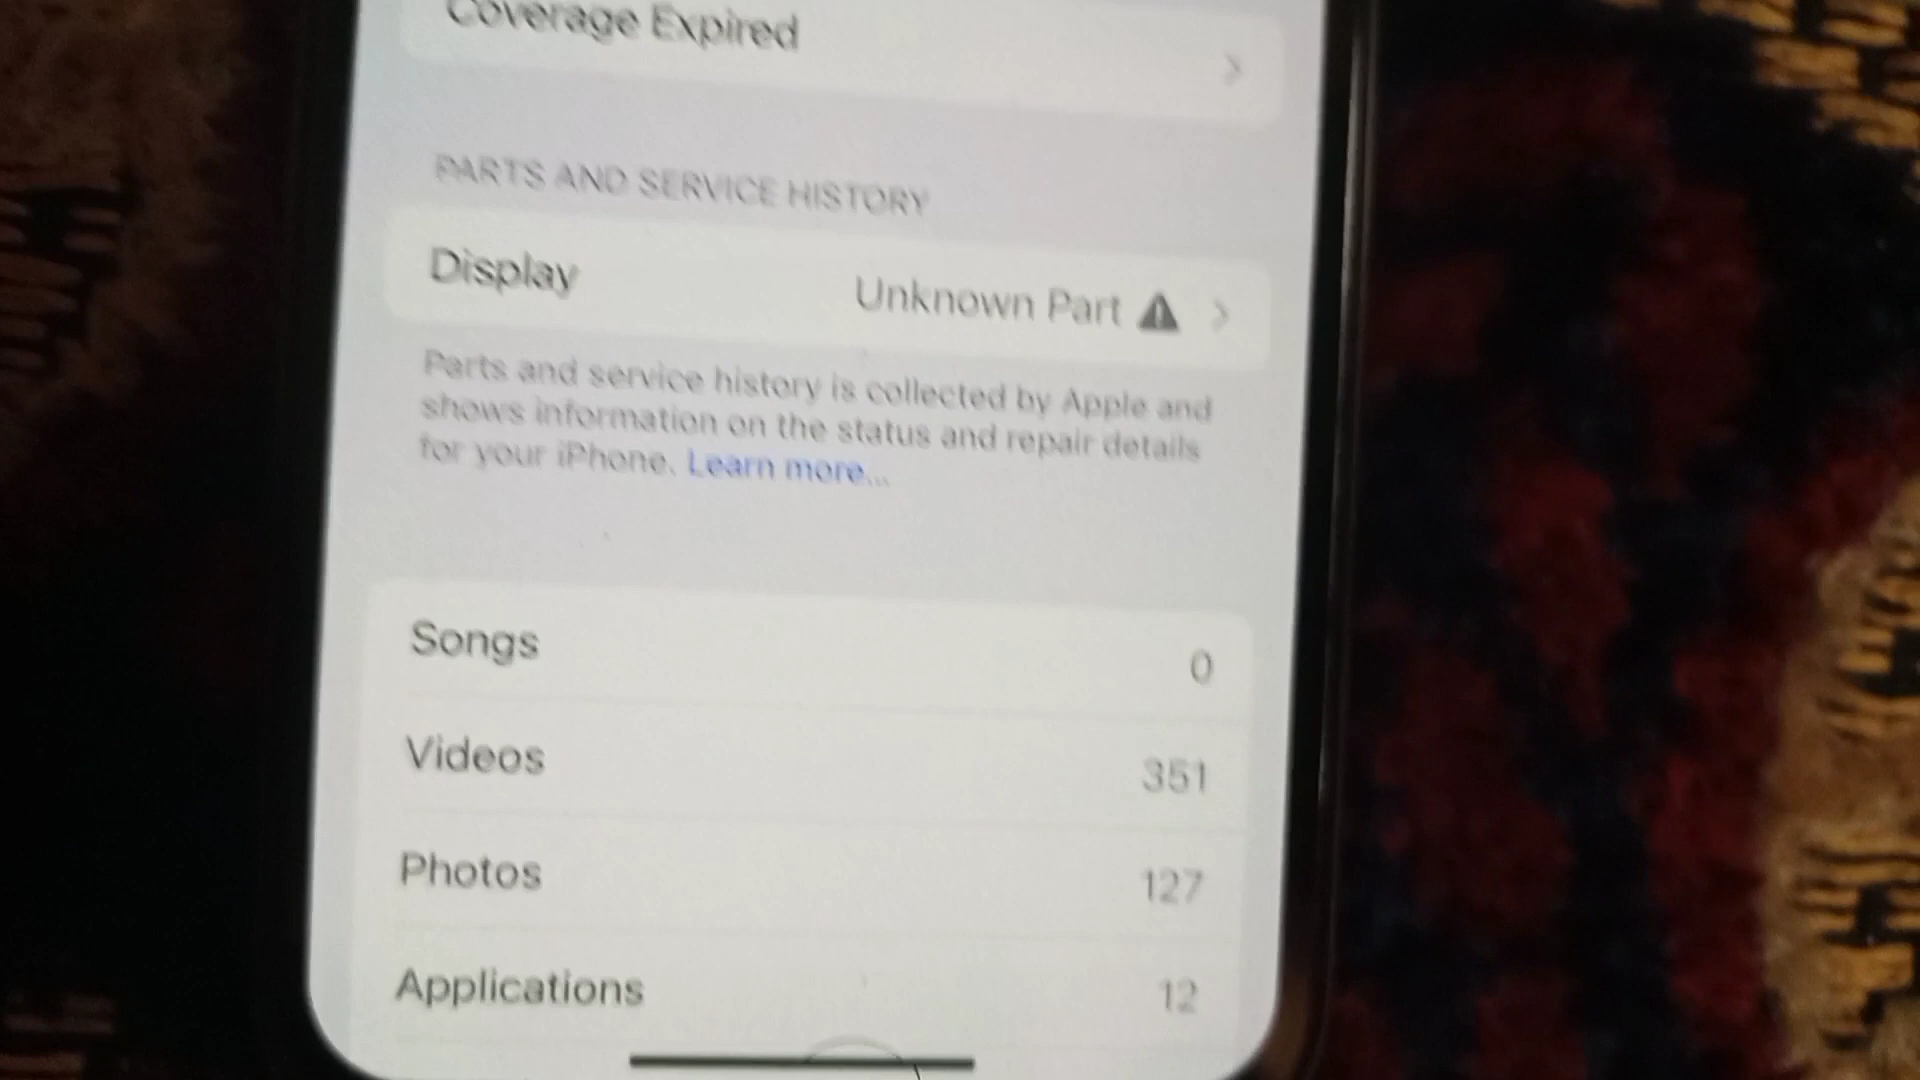 Coverage Expired
PARTS AND SERVICE HISTORY
Display Unknown Part
Parts and service history is collected by Apple and
shows information on the status and repair details
for your iPhone. Learn more...
Songs 0
Videos 351
Photos 127
Applications 12